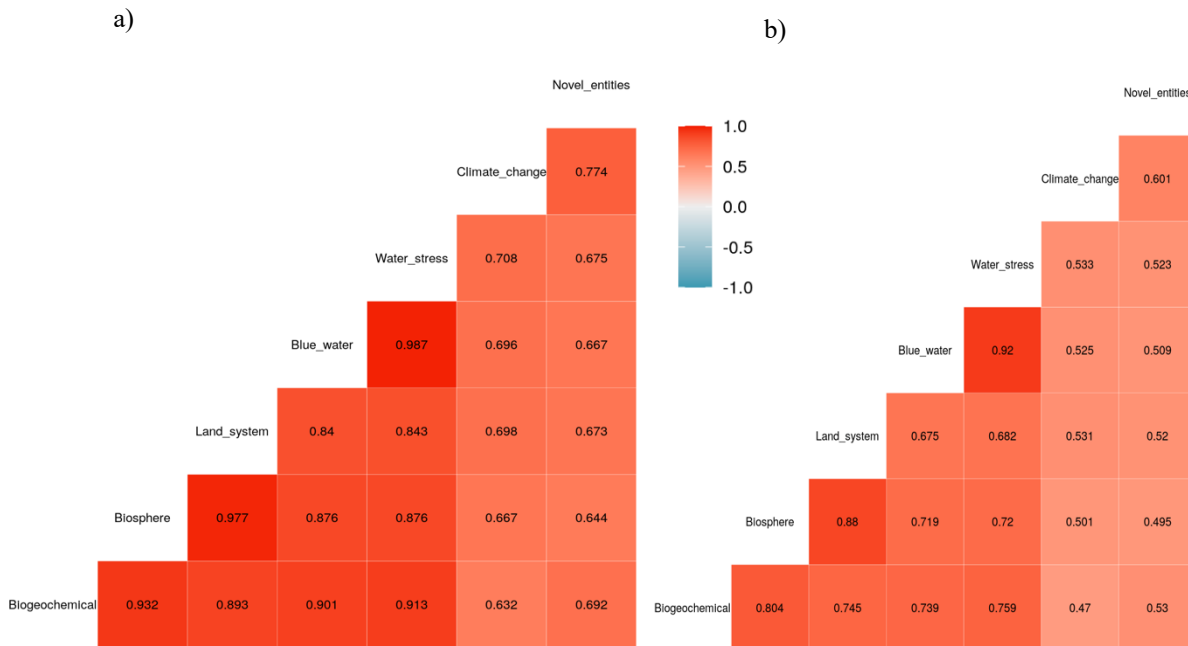 a)
b)
Novel_entities
Climate_change 0.774
Water_stress 0.708 0.675
Blue_water 0.987 0.696 0.667
Land_system 0.84 0.843 0.698 0.673
Biosphere 0.977 0.876 0.876 0.667 0.644
Biogeochemical 0.932 0.893 0.901 0.913 0.632 0.692
1.0
0.5
0.0
-0.5
-1.0
Novel_entities
Climate_change 0.601
Water_stress 0.533 0.523
Blue_water 0.92 0.525 0.509
Land_system 0.675 0.682 0.531 0.52
Biosphere 0.88 0.719 0.72 0.501 0.495
Biogeochemical 0.804 0.745 0.739 0.759 0.47 0.53